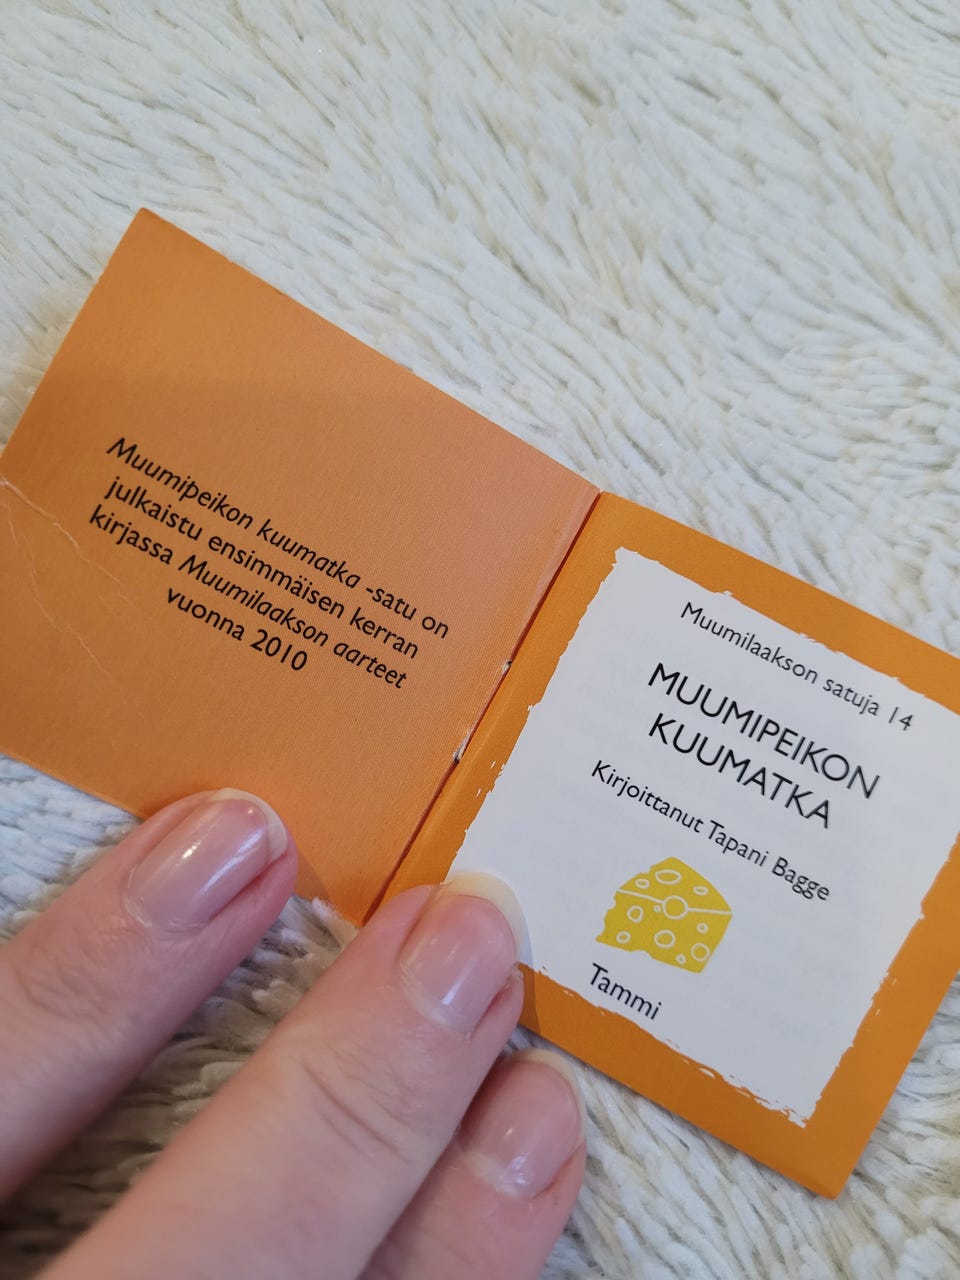 Muumipeikon kuumatka -satu on
julkaistu ensimmäisen kerran
kirjassa Muumilaakson aarteet
vuonna 2010
Muumilaakson satuja 14
MUUMIPEIKON
KUUMATKA
Kirjoittanut Tapani Bagge
Tammi